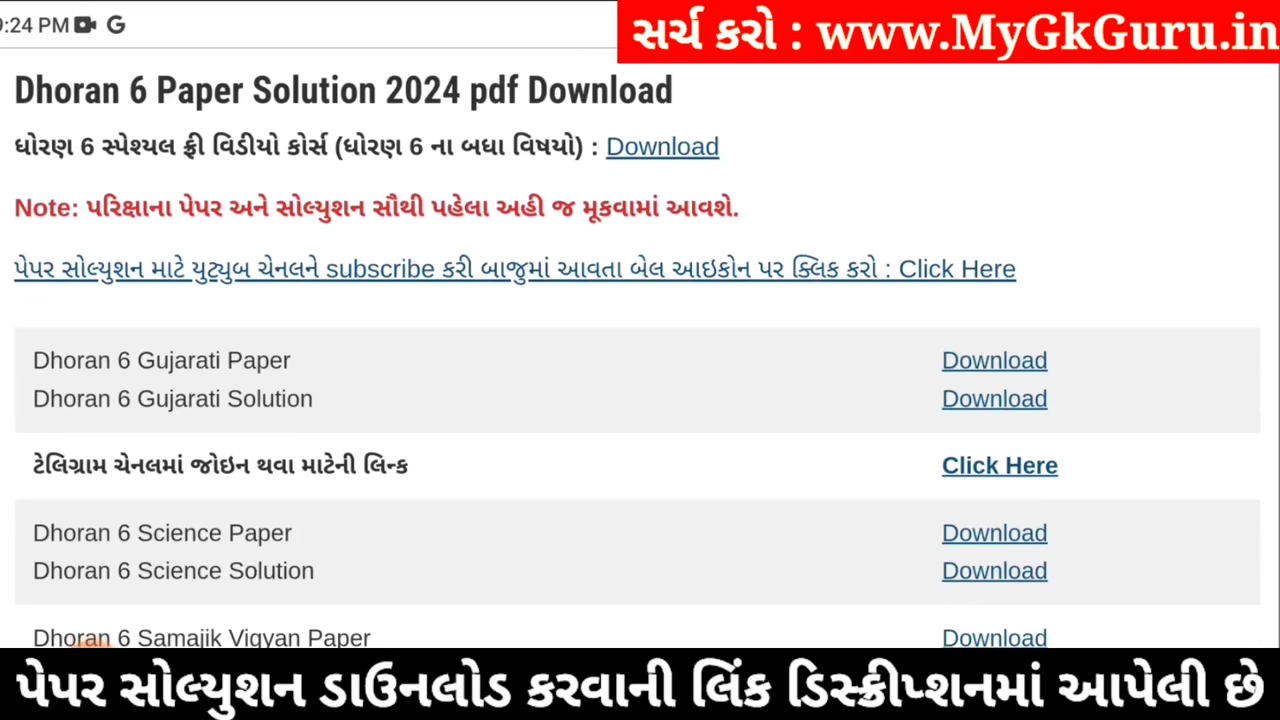 9:24 PM G
સર્ચ કરો : www.MyGkGuru.in
Dhoran 6 Paper Solution 2024 pdf Download
ધોરણ 6 સ્પેશ્યલ ફ્રી વિડીયો કોર્સ (ધોરણ 6 ના બધા વિષયો) : Download
Note: પરિક્ષાના પેપર અને સોલ્યુશન સૌથી પહેલા અહી જ મૂકવામાં આવશે.
પેપર સોલ્યુશન માટે યુટ્યુબ ચેનલને subscribe કરી બાજુમાં આવતા બેલ આઇકોન પર ક્લિક કરો : Click Here
Dhoran 6 Gujarati Paper Download
Dhoran 6 Gujarati Solution Download
ટેલિગ્રામ ચેનલમાં જોઇન થવા માટેની લિન્ક Click Here
Dhoran 6 Science Paper Download
Dhoran 6 Science Solution Download
Dhoran 6 Samajik Vigyan Paper Download
પેપર સોલ્યુશન ડાઉનલોડ કરવાની લિંક ડિસ્ક્રીપ્શનમાં આપેલી છે